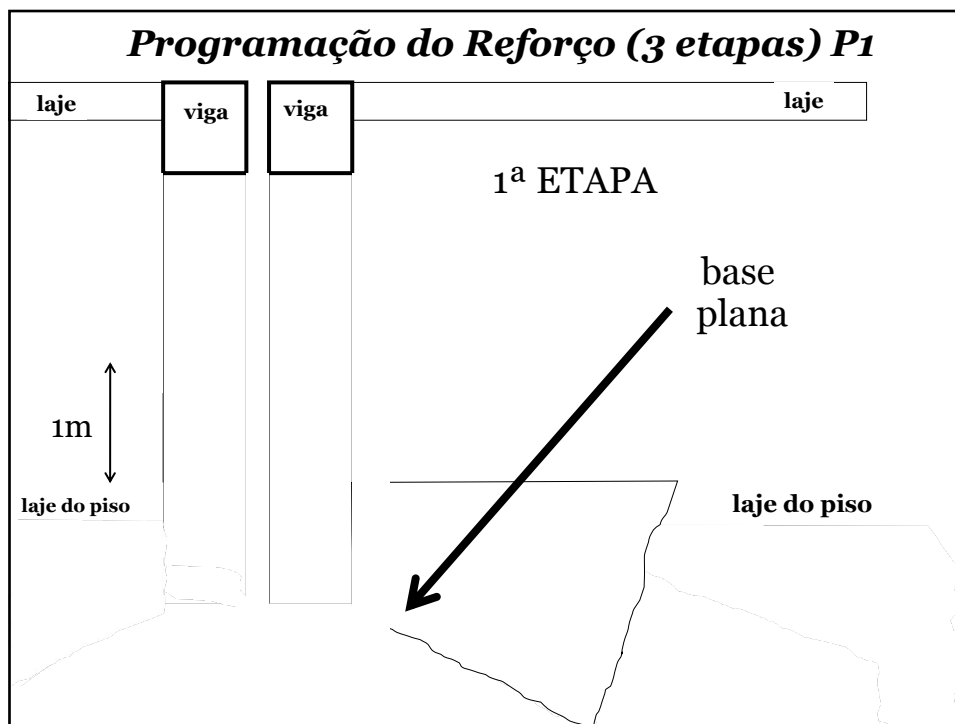 Programação do Reforço (3 etapas) P1
laje
viga
viga
laje
1ª ETAPA
base
plana
1m
laje do piso
laje do piso